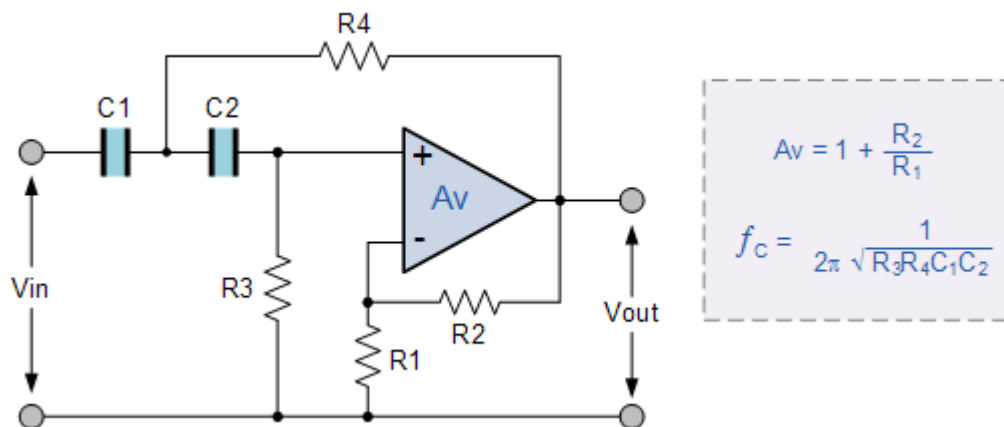 R4
C1
C2
+
Av
-
Vin
R3
R2
R1
Vout
Av = 1 + R₂/R₁
fC = 1/(2π √(R₃R₄C₁C₂))